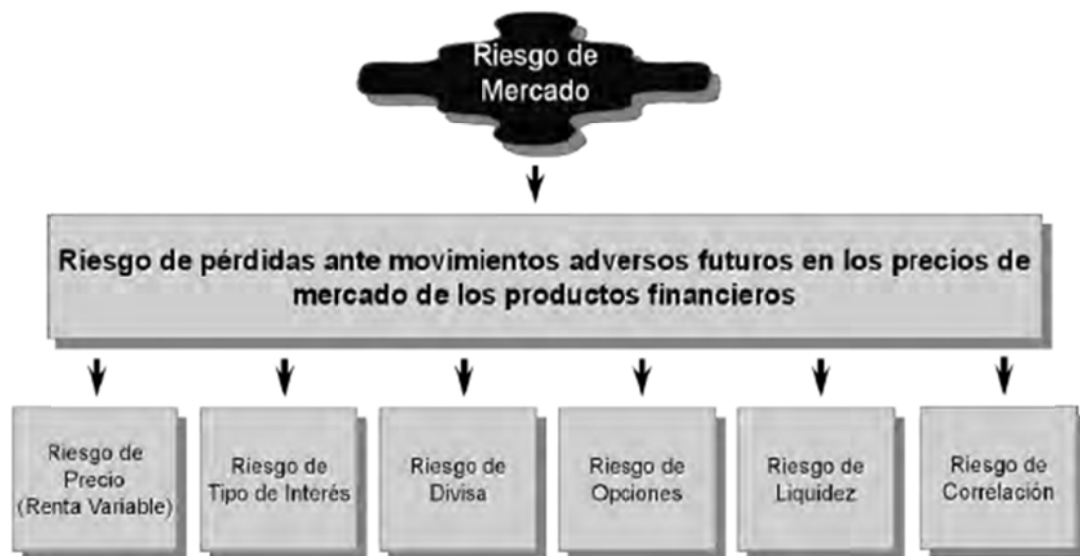 Riesgo de
Mercado
Riesgo de pérdidas ante movimientos adversos futuros en los precios de
mercado de los productos financieros
Riesgo de
Precio
(Renta Variable)
Riesgo de
Tipo de Interés
Riesgo de
Divisa
Riesgo de
Opciones
Riesgo de
Liquidez
Riesgo de
Correlación